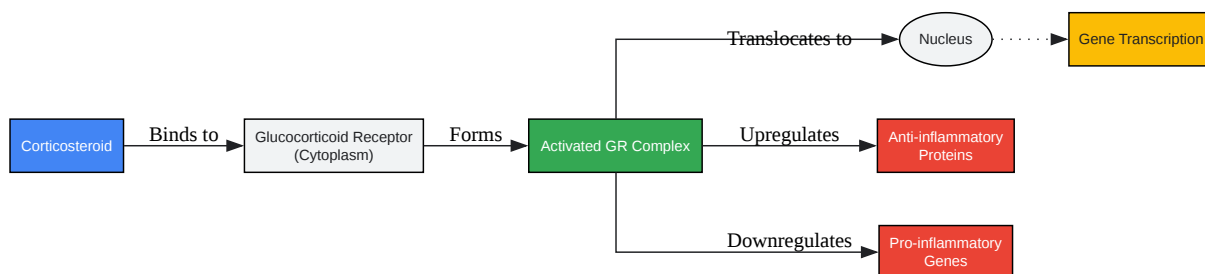 Translocates to
Nucleus
Gene Transcription
Corticosteroid
Binds to
Glucocorticoid Receptor
(Cytoplasm)
Forms
Activated GR Complex
Upregulates
Anti-inflammatory
Proteins
Downregulates
Pro-inflammatory
Genes